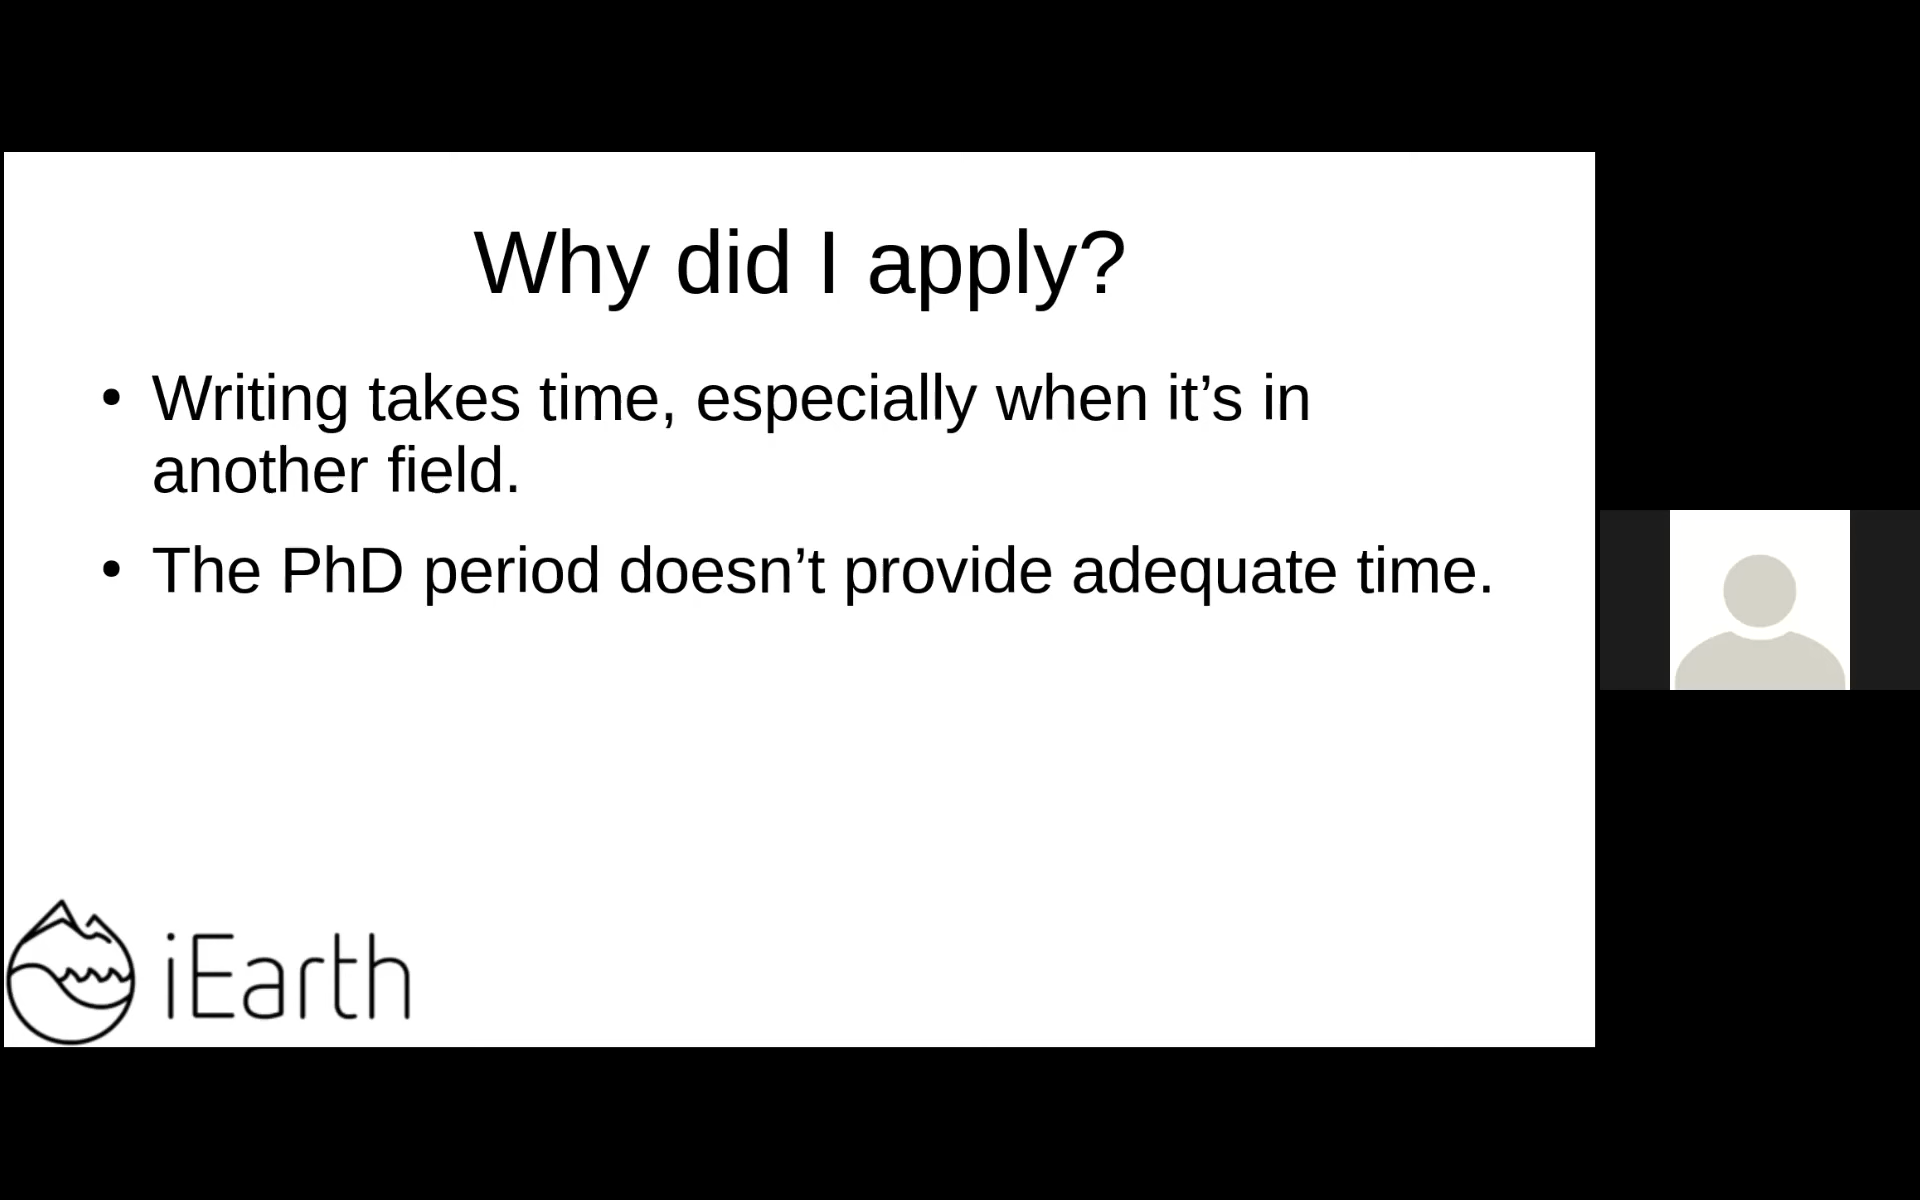 Why did I apply?
• Writing takes time, especially when it’s in
another field.
• The PhD period doesn’t provide adequate time.
iEarth